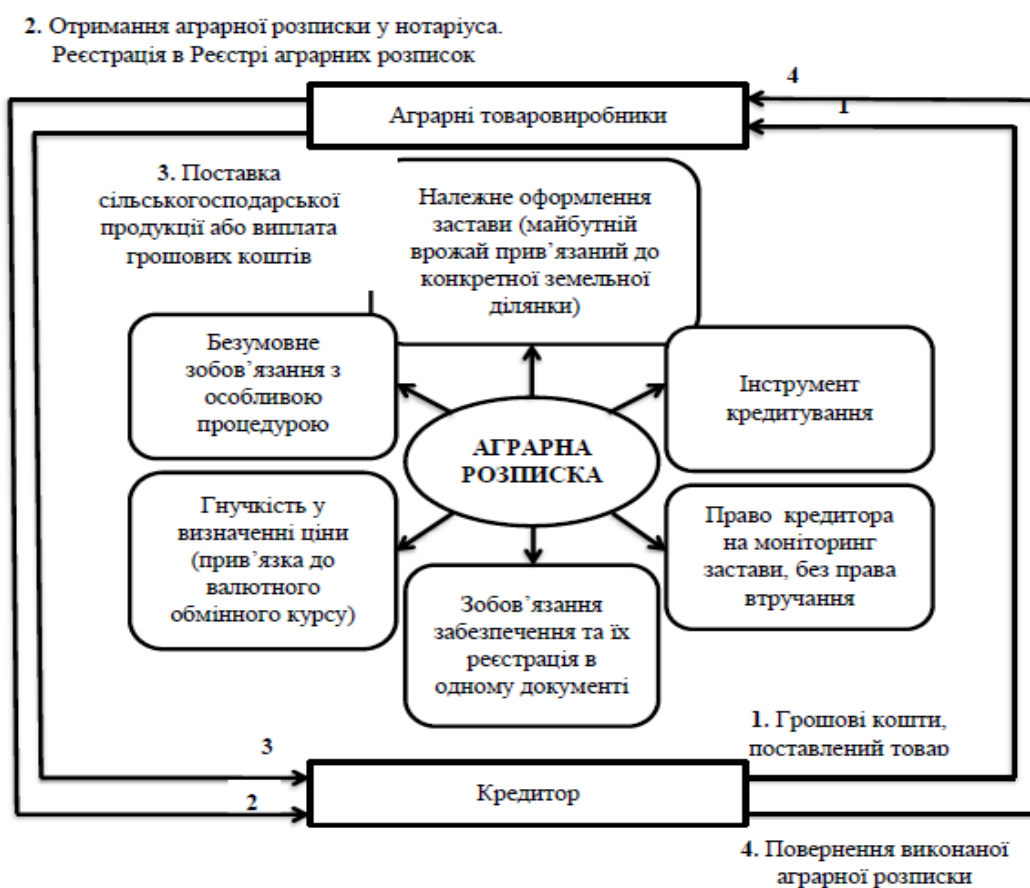 2. Отримання аграрної розписки у нотаріуса.
Реєстрація в Реєстрі аграрних розписок
4
1
Аграрні товаровиробники
3. Поставка
сільськогосподарської
продукції або виплата
грошових коштів
Належне оформлення
застави (майбутній
врожай прив’язаний до
конкретної земельної
ділянки)
Безумовне
зобов’язання з
особливою
процедурою
Інструмент
кредитування
АГРАРНА
РОЗПИСКА
Гнучкість у
визначенні ціни
(прив’язка до
валютного
обмінного курсу)
Право кредитора
на моніторинг
застави, без права
втручання
Зобов’язання
забезпечення та їх
реєстрація в
одному документі
1. Грошові кошти,
поставлений товар
3
2
Кредитор
4. Повернення виконаної
аграрної розписки